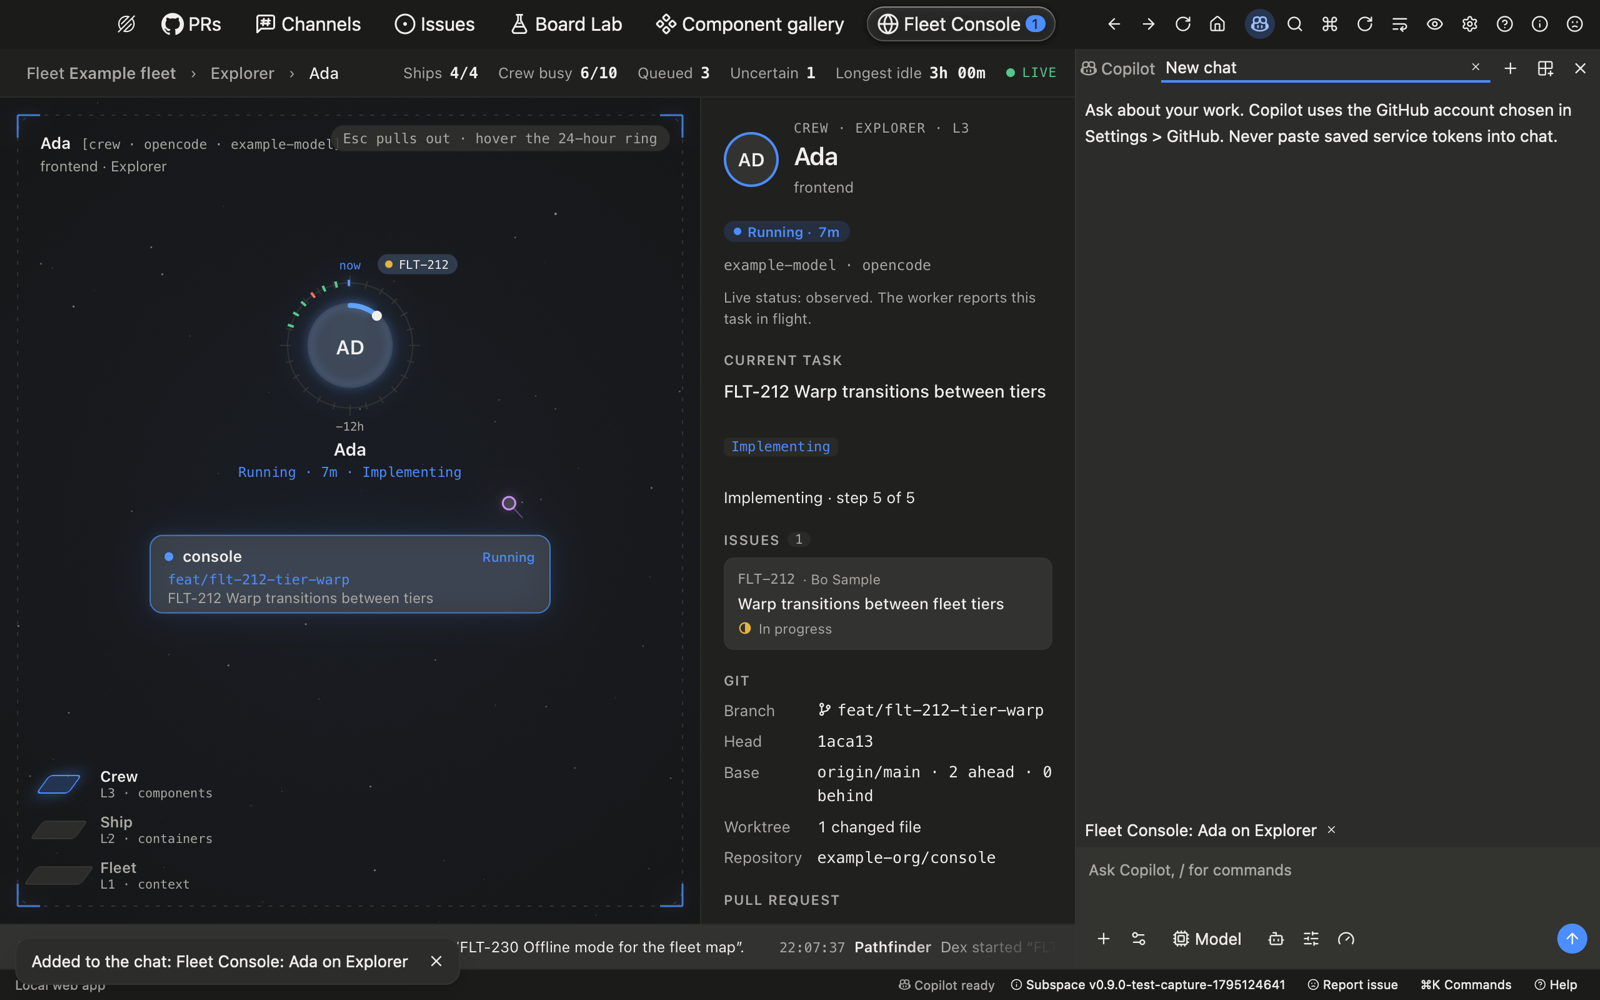 PRs
Channels
Issues
Board Lab
Component gallery
Fleet Console 1
Fleet Example fleet › Explorer › Ada
Ships 4/4 Crew busy 6/10 Queued 3 Uncertain 1 Longest idle 3h 00m LIVE
Ada [crew · opencode · example-model
Esc pulls out · hover the 24-hour ring
frontend · Explorer
now
FLT-212
AD
−12h
Ada
Running · 7m · Implementing
console Running
feat/flt-212-tier-warp
FLT-212 Warp transitions between tiers
Crew
L3 · components
Ship
L2 · containers
Fleet
L1 · context
CREW · EXPLORER · L3
AD
Ada
frontend
Running · 7m
example-model · opencode
Live status: observed. The worker reports this
task in flight.
CURRENT TASK
FLT-212 Warp transitions between tiers
Implementing
Implementing · step 5 of 5
ISSUES 1
FLT-212 · Bo Sample
Warp transitions between fleet tiers
In progress
GIT
Branch feat/flt-212-tier-warp
Head 1aca13
Base origin/main · 2 ahead · 0
behind
Worktree 1 changed file
Repository example-org/console
PULL REQUEST
Copilot New chat ×
Ask about your work. Copilot uses the GitHub account chosen in
Settings > GitHub. Never paste saved service tokens into chat.
Fleet Console: Ada on Explorer ×
Ask Copilot, / for commands
Model
"FLT-230 Offline mode for the fleet map”. 22:07:37 Pathfinder Dex started “FL
Added to the chat: Fleet Console: Ada on Explorer
Local web app
Copilot ready
Subspace v0.9.0-test-capture-1795124641
Report issue
⌘K Commands
Help